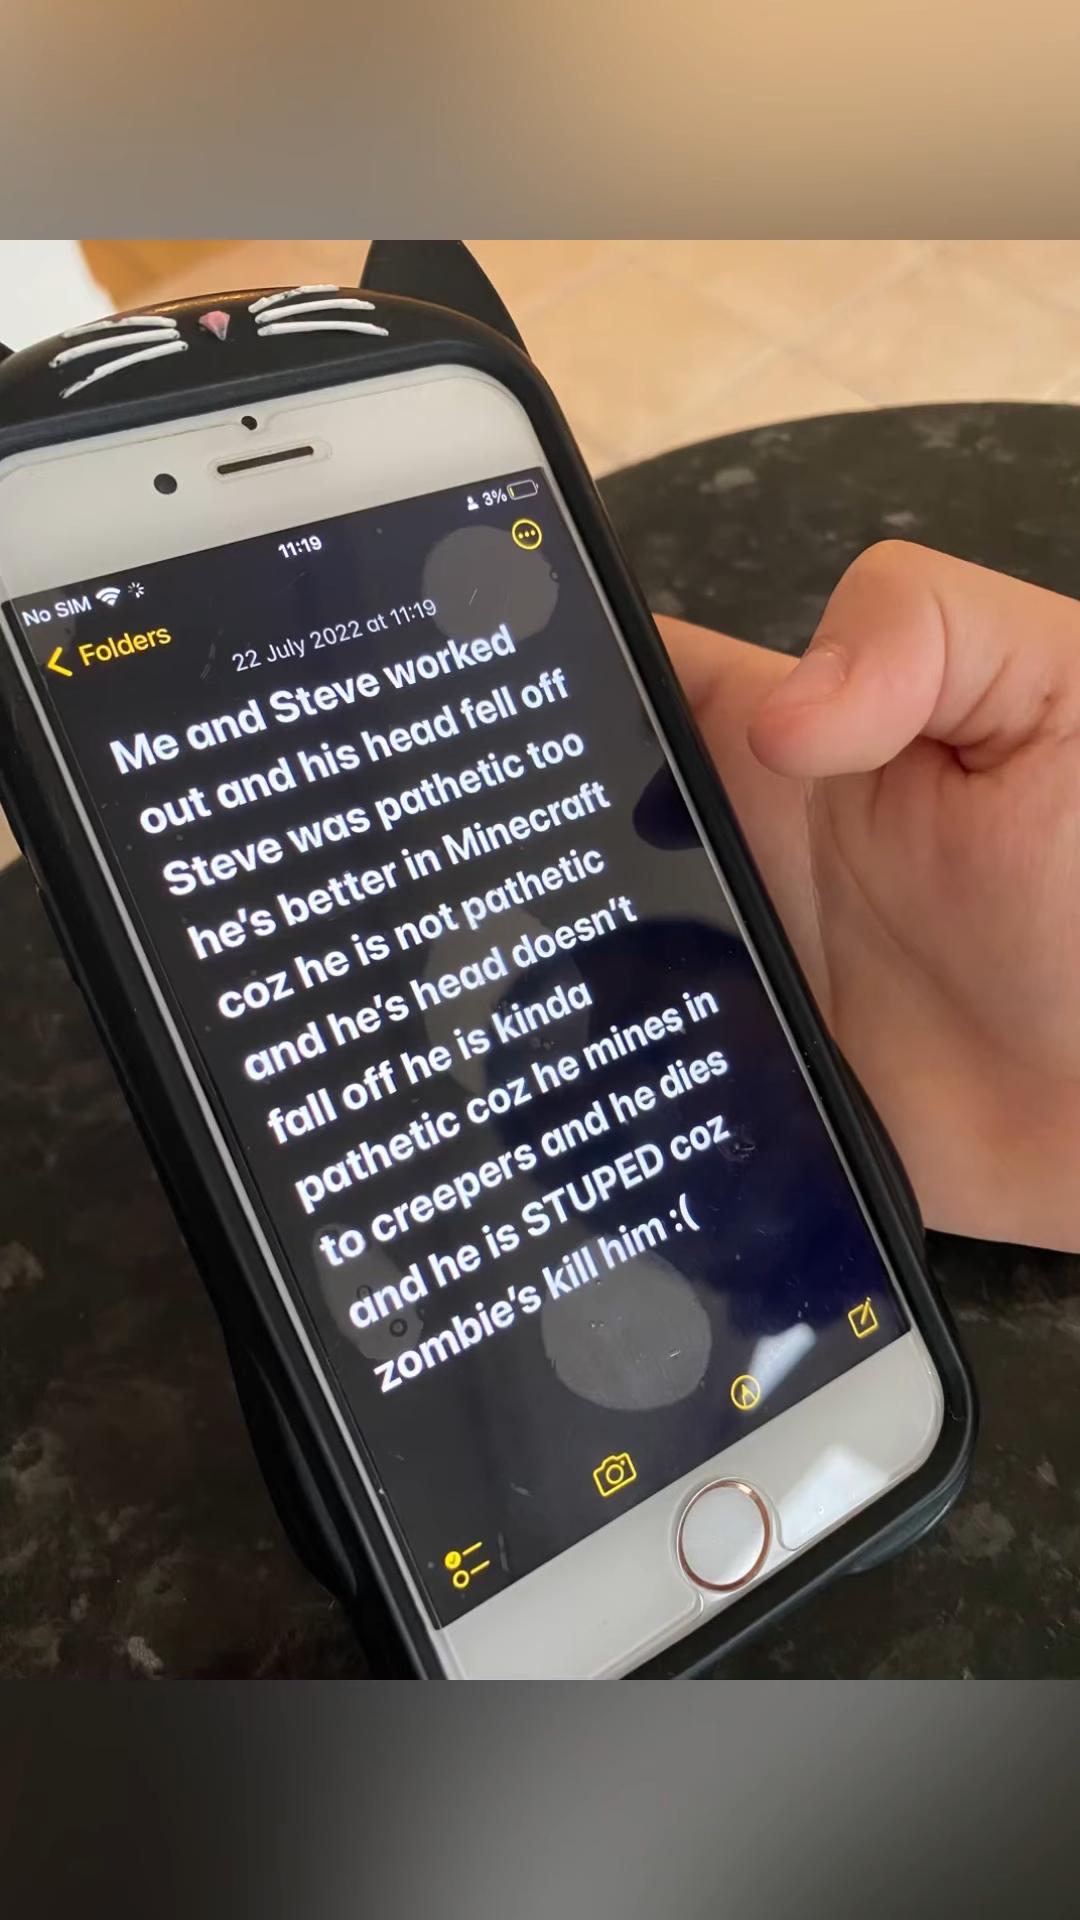 11:19
3%
No SIM
Folders
22 July 2022 at 11:19
Me and Steve worked
out and his head fell off
Steve was pathetic too
he's better in Minecraft
coz he is not pathetic
and he's head doesn't
fall off he is kinda
pathetic coz he mines in
to creepers and he dies
and he is STUPED coz
zombie's kill him :(